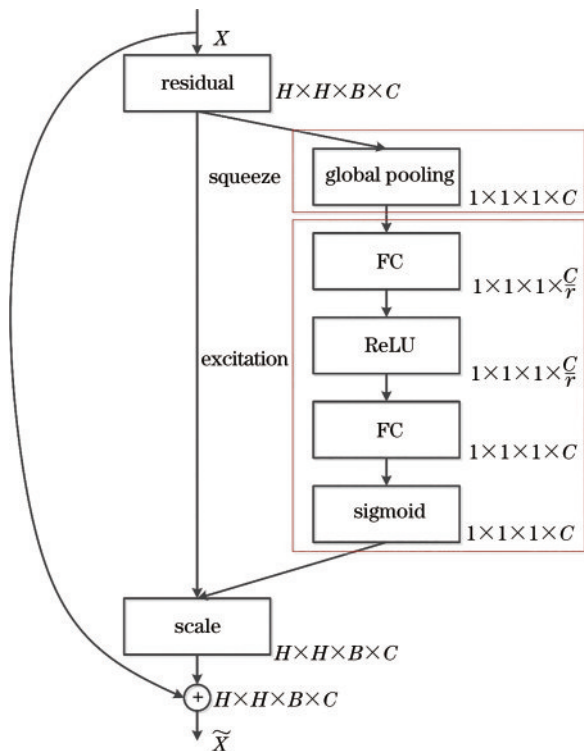 X
residual
H×H×B×C
squeeze
global pooling
1×1×1×C
FC
1×1×1×C/r
excitation
ReLU
1×1×1×C/r
FC
1×1×1×C
sigmoid
1×1×1×C
scale
H×H×B×C
+
H×H×B×C
X̃